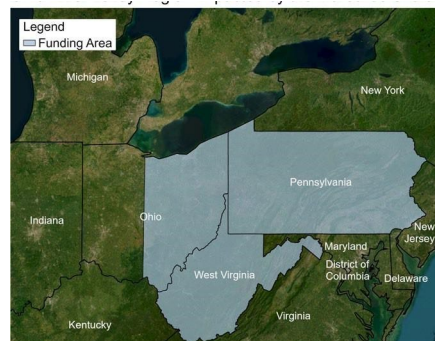 Legend
Funding Area
Michigan
New York
Pennsylvania
Ohio
Indiana
New
Jersey
Maryland
District of
Columbia
Delaware
West Virginia
Virginia
Kentucky